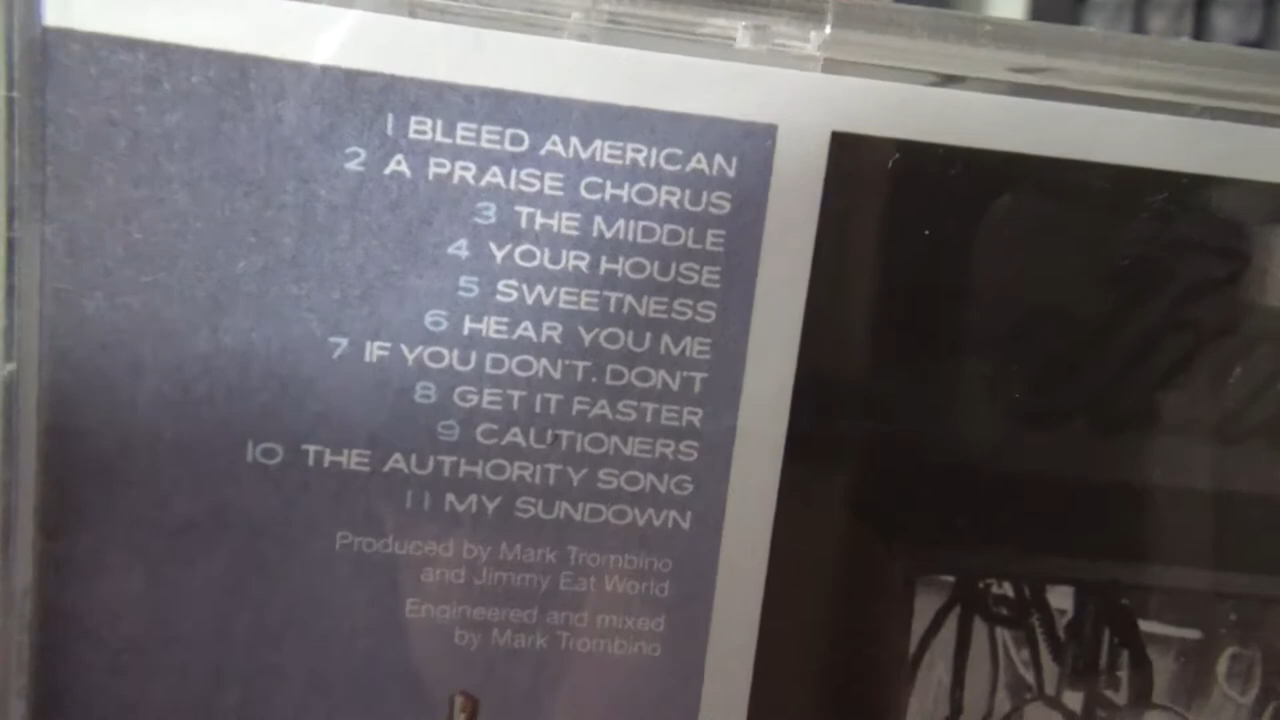 1 BLEED AMERICAN
2 A PRAISE CHORUS
3 THE MIDDLE
4 YOUR HOUSE
5 SWEETNESS
6 HEAR YOU ME
7 IF YOU DON'T, DON'T
8 GET IT FASTER
9 CAUTIONERS
10 THE AUTHORITY SONG
11 MY SUNDOWN
Produced by Mark Trombino
and Jimmy Eat World
Engineered and mixed
by Mark Trombino